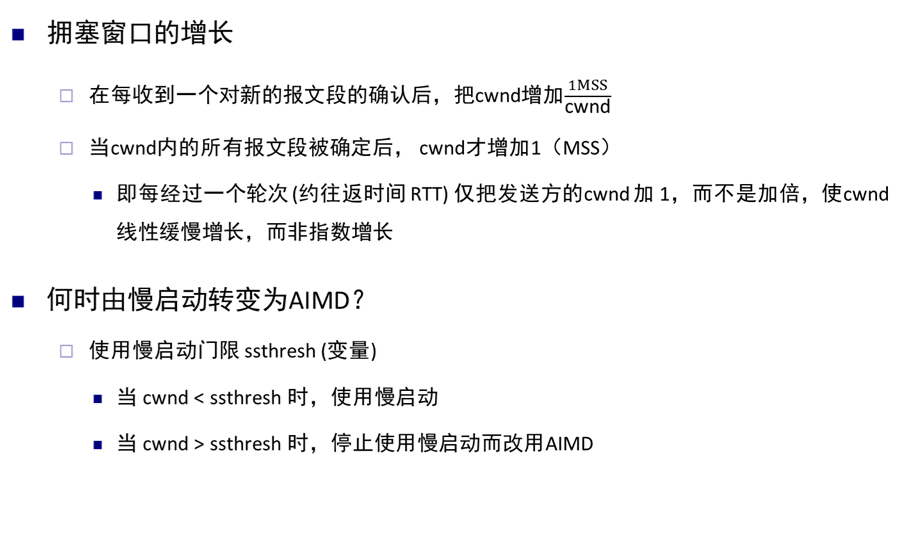 拥塞窗口的增长
在每收到一个对新的报文段的确认后，把cwnd增加1MSS/cwnd
当cwnd内的所有报文段被确定后， cwnd才增加1（MSS）
即每经过一个轮次 (约往返时间 RTT) 仅把发送方的cwnd 加 1，而不是加倍，使cwnd
线性缓慢增长，而非指数增长
何时由慢启动转变为AIMD？
使用慢启动门限 ssthresh (变量)
当 cwnd < ssthresh 时，使用慢启动
当 cwnd > ssthresh 时，停止使用慢启动而改用AIMD